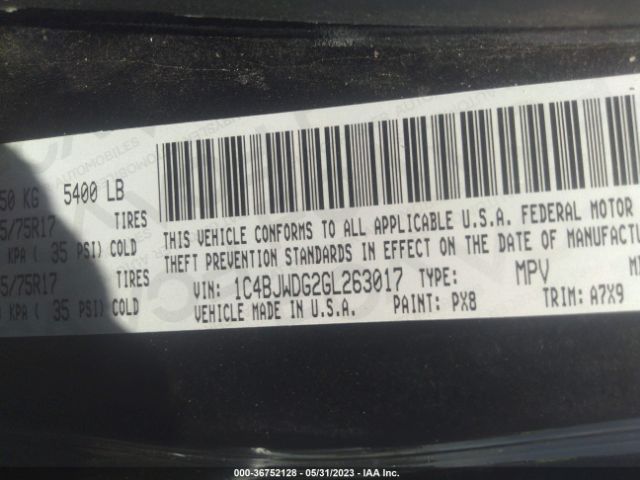 50 KG 5400 LB
5/75R17 TIRES
KPA ( 35 PSI) COLD
5/75R17 TIRES
KPA ( 35 PSI) COLD
THIS VEHICLE CONFORMS TO ALL APPLICABLE U.S.A. FEDERAL MOTOR
THEFT PREVENTION STANDARDS IN EFFECT ON THE DATE OF MANUFACTU
VIN: 1C4BJWDG2GL263017 TYPE: MPV
VEHICLE MADE IN U.S.A. PAINT: PX8 TRIM: A7X9
000-36752128 - 05/31/2023 - IAA Inc.